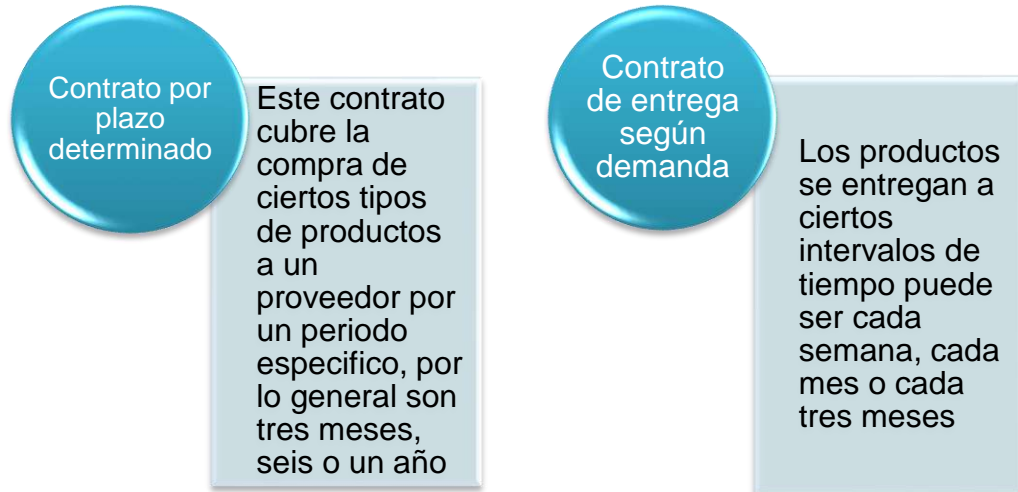 Contrato por
plazo
determinado
Este contrato
cubre la
compra de
ciertos tipos
de productos
a un
proveedor por
un periodo
especifico, por
lo general son
tres meses,
seis o un año
Contrato
de entrega
según
demanda
Los productos
se entregan a
ciertos
intervalos de
tiempo puede
ser cada
semana, cada
mes o cada
tres meses